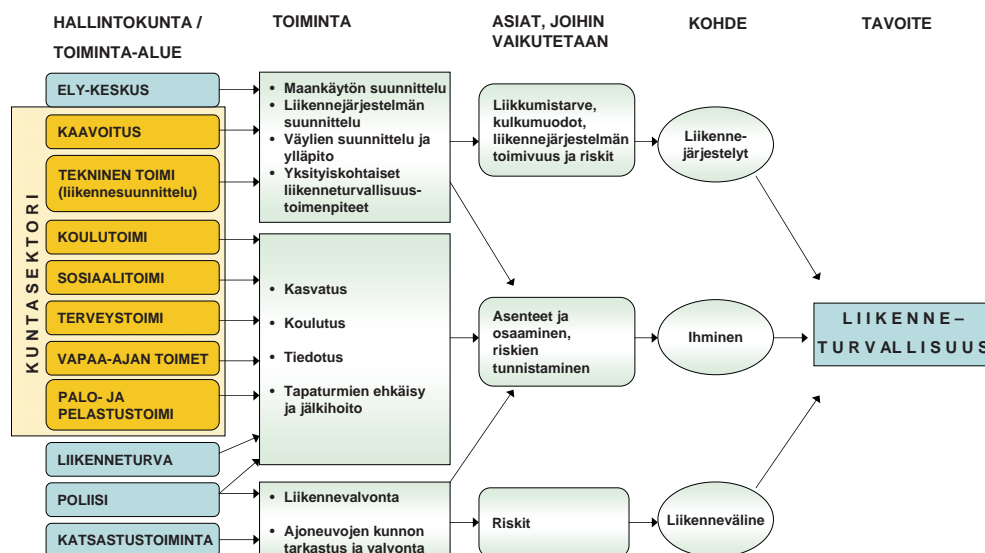 HALLINTOKUNTA /
TOIMINTA-ALUE
TOIMINTA
ASIAT, JOIHIN
VAIKUTETAAN
KOHDE
TAVOITE
ELY-KESKUS
KUNTASEKTORI
KAAVOITUS
TEKNINEN TOIMI
(liikennesuunnittelu)
KOULUTOIMI
SOSIAALITOIMI
TERVEYSTOIMI
VAPAA-AJAN TOIMET
PALO- JA
PELASTUSTOIMI
LIIKENNETURVA
POLIISI
KATSASTUSTOIMINTA
• Maankäytön suunnittelu
• Liikennejärjestelmän
suunnittelu
• Väylien suunnittelu ja
ylläpito
• Yksityiskohtaiset
liikenneturvallisuus-
toimenpiteet
• Kasvatus
• Koulutus
• Tiedotus
• Tapaturmien ehkäisy
ja jälkihoito
• Liikennevalvonta
• Ajoneuvojen kunnon
tarkastus ja valvonta
Liikkumistarve,
kulkumuodot,
liikennejärjestelmän
toimivuus ja riskit
Asenteet ja
osaaminen,
riskien
tunnistaminen
Riskit
Liikenne-
järjestelyt
Ihminen
Liikenneväline
LIIKENNE–
TURVALLISUUS